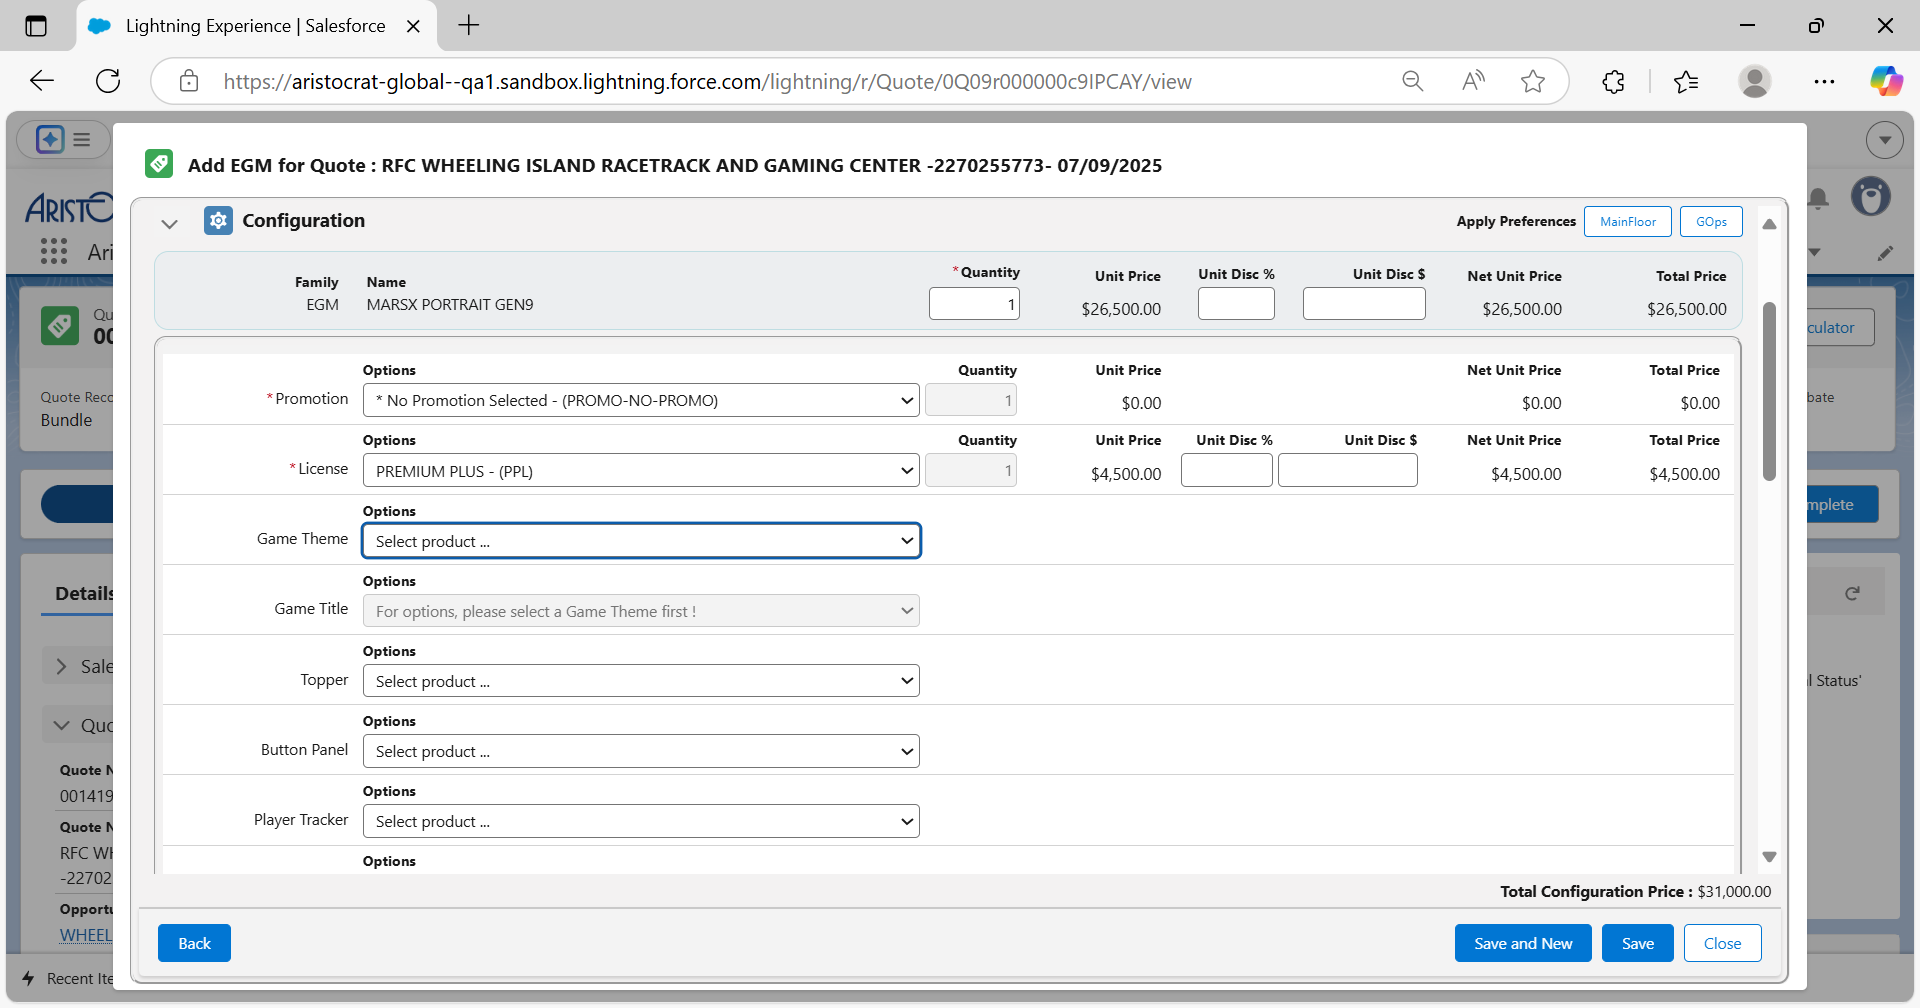 Lightning Experience | Salesforce
https://aristocrat-global--qa1.sandbox.lightning.force.com/lightning/r/Quote/0Q09r000000c9IPCAY/view
Add EGM for Quote : RFC WHEELING ISLAND RACETRACK AND GAMING CENTER -2270255773- 07/09/2025
Configuration
Apply Preferences MainFloor GOps
Family Name *Quantity Unit Price Unit Disc % Unit Disc $ Net Unit Price Total Price
EGM MARSX PORTRAIT GEN9 1 $26,500.00 $26,500.00 $26,500.00
Options Quantity Unit Price Net Unit Price Total Price
*Promotion * No Promotion Selected - (PROMO-NO-PROMO) 1 $0.00 $0.00 $0.00
Options Quantity Unit Price Unit Disc % Unit Disc $ Net Unit Price Total Price
*License PREMIUM PLUS - (PPL) 1 $4,500.00 $4,500.00 $4,500.00
Options
Game Theme Select product ...
Options
Game Title For options, please select a Game Theme first !
Options
Topper Select product ...
Options
Button Panel Select product ...
Options
Player Tracker Select product ...
Options
Total Configuration Price : $31,000.00
Back Save and New Save Close
ARISTO
Ari
Qu
00
culator
Quote Reco
Bundle
bate
mplete
Details
Sale
l Status'
Quo
Quote N
001419
Quote N
RFC WH
-22702
Opportu
WHEEL
Recent Ite